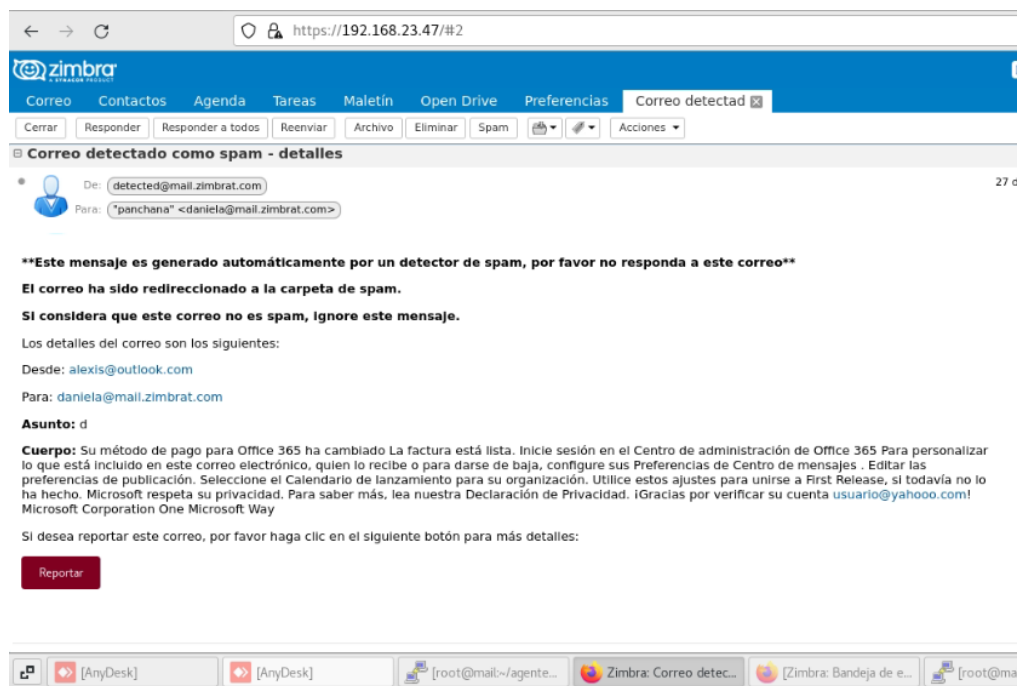 https://192.168.23.47/#2
zimbra
A SYNACOR PRODUCT
Correo Contactos Agenda Tareas Maletín Open Drive Preferencias Correo detectad
Cerrar Responder Responder a todos Reenviar Archivo Eliminar Spam Acciones
Correo detectado como spam - detalles
De: detected@mail.zimbrat.com
27 d
Para: "panchana" <daniela@mail.zimbrat.com>
**Este mensaje es generado automáticamente por un detector de spam, por favor no responda a este correo**
El correo ha sido redireccionado a la carpeta de spam.
Si considera que este correo no es spam, ignore este mensaje.
Los detalles del correo son los siguientes:
Desde: alexis@outlook.com
Para: daniela@mail.zimbrat.com
Asunto: d
Cuerpo: Su método de pago para Office 365 ha cambiado La factura está lista. Inicie sesión en el Centro de administración de Office 365 Para personalizar
lo que está incluido en este correo electrónico, quien lo recibe o para darse de baja, configure sus Preferencias de Centro de mensajes . Editar las
preferencias de publicación. Seleccione el Calendario de lanzamiento para su organización. Utilice estos ajustes para unirse a First Release, si todavía no lo
ha hecho. Microsoft respeta su privacidad. Para saber más, lea nuestra Declaración de Privacidad. ¡Gracias por verificar su cuenta usuario@yahooo.com!
Microsoft Corporation One Microsoft Way
Si desea reportar este correo, por favor haga clic en el siguiente botón para más detalles:
Reportar
[AnyDesk] [AnyDesk] [root@mail:~/agente... Zimbra: Correo detec... [Zimbra: Bandeja de e... [root@ma